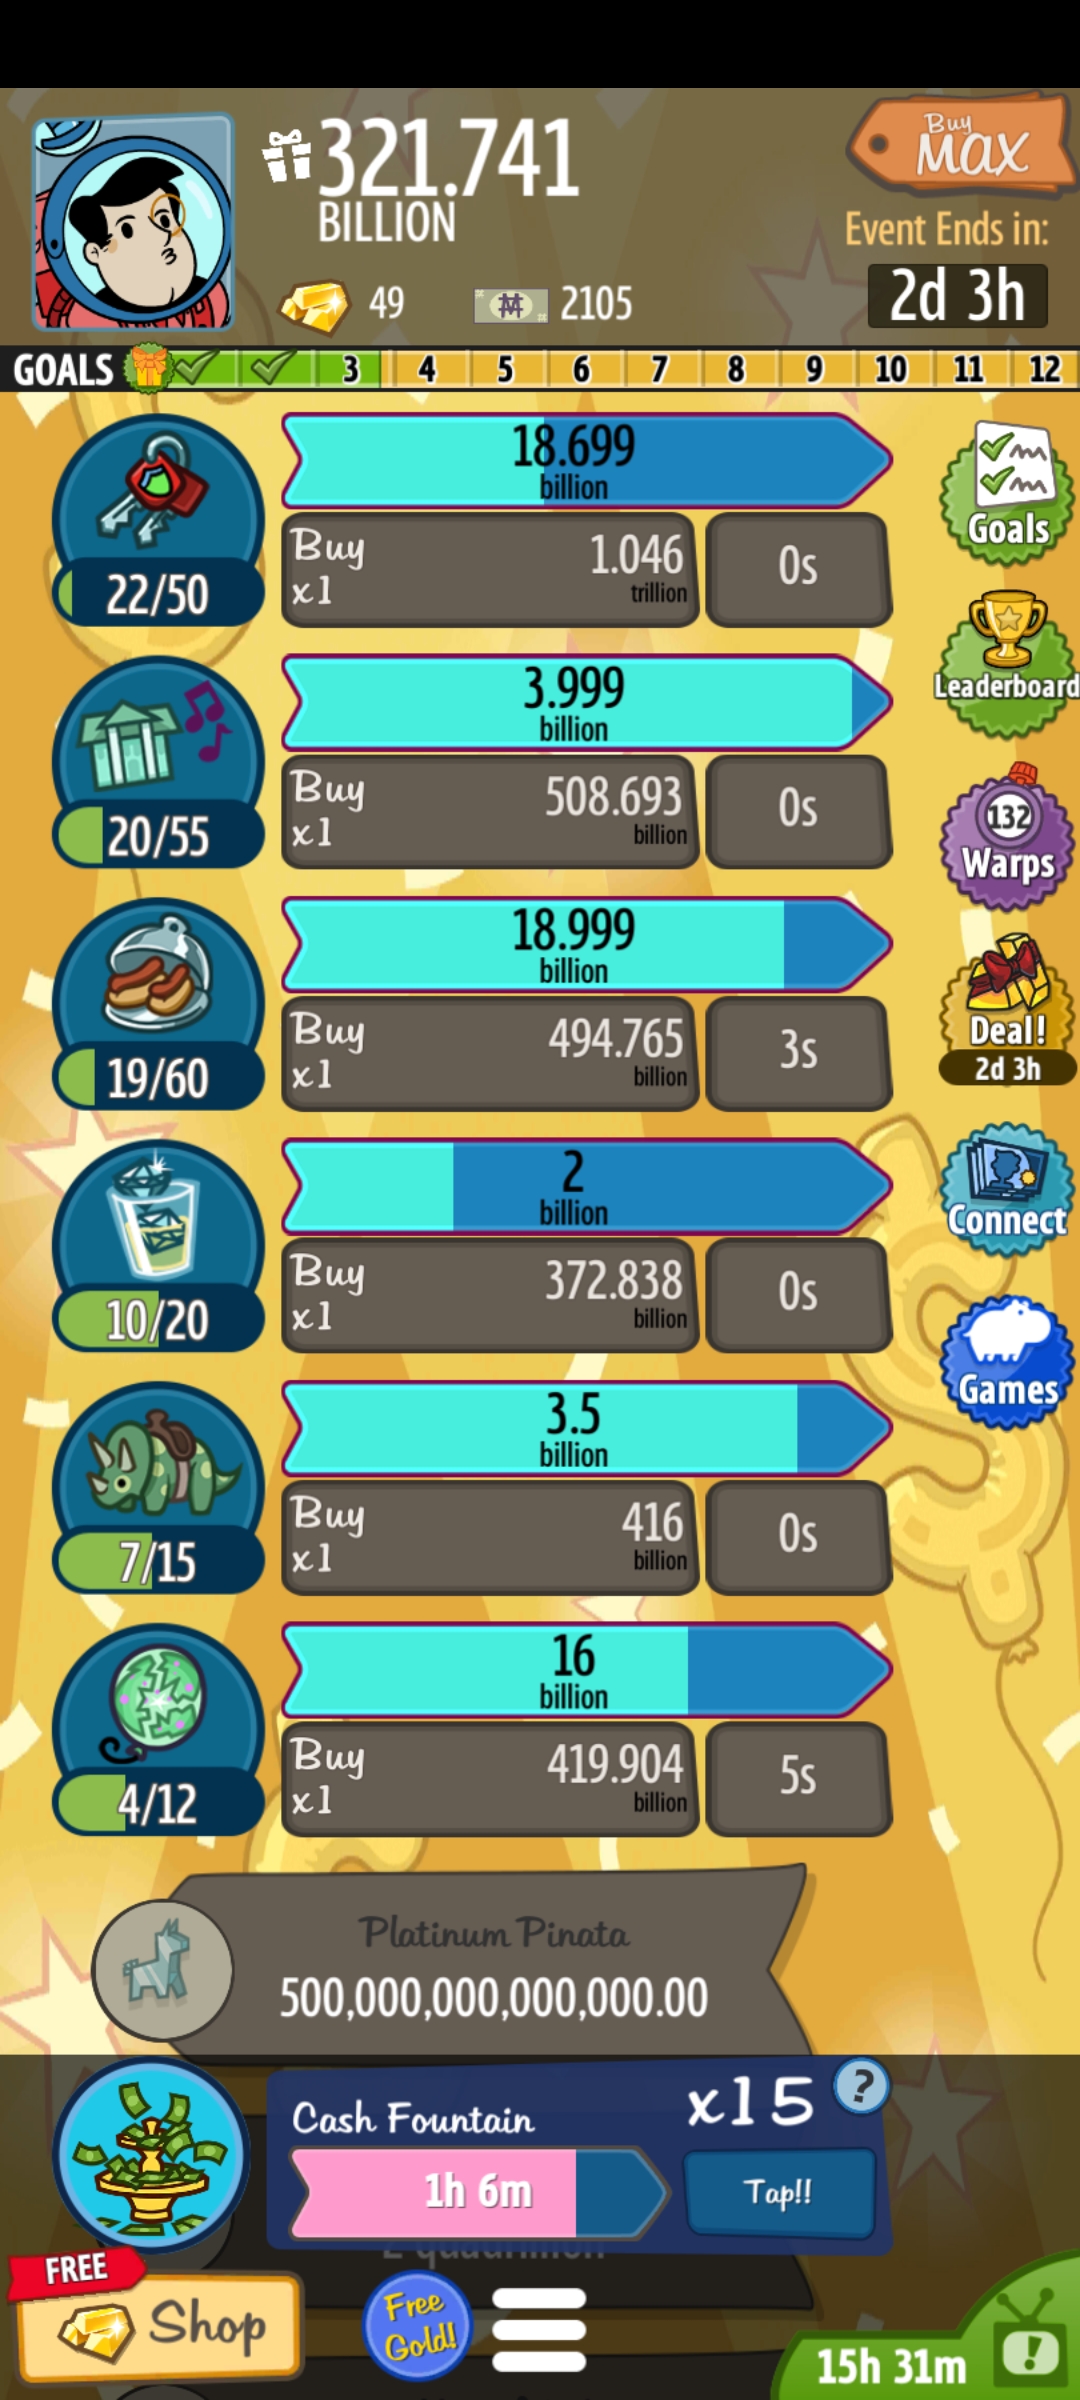 321.741
BILLION
Buy
MAX
Event Ends in:
2d 3h
49
2105
GOALS 3 4 5 6 7 8 9 10 11 12
18.699
billion
Buy
x1
1.046
trillion
0s
22/50
Goals
3.999
billion
Buy
x1
508.693
billion
0s
20/55
Leaderboard
18.999
billion
Buy
x1
494.765
billion
3s
19/60
132
Warps
Deal!
2d 3h
2
billion
Buy
x1
372.838
billion
0s
10/20
Connect
3.5
billion
Buy
x1
416
billion
0s
7/15
Games
16
billion
Buy
x1
419.904
billion
5s
4/12
Platinum Pinata
500,000,000,000,000.00
Cash Fountain
x15
?
1h 6m
Tap!!
2 quadrillion
FREE
Shop
Free
Gold!
15h 31m
!